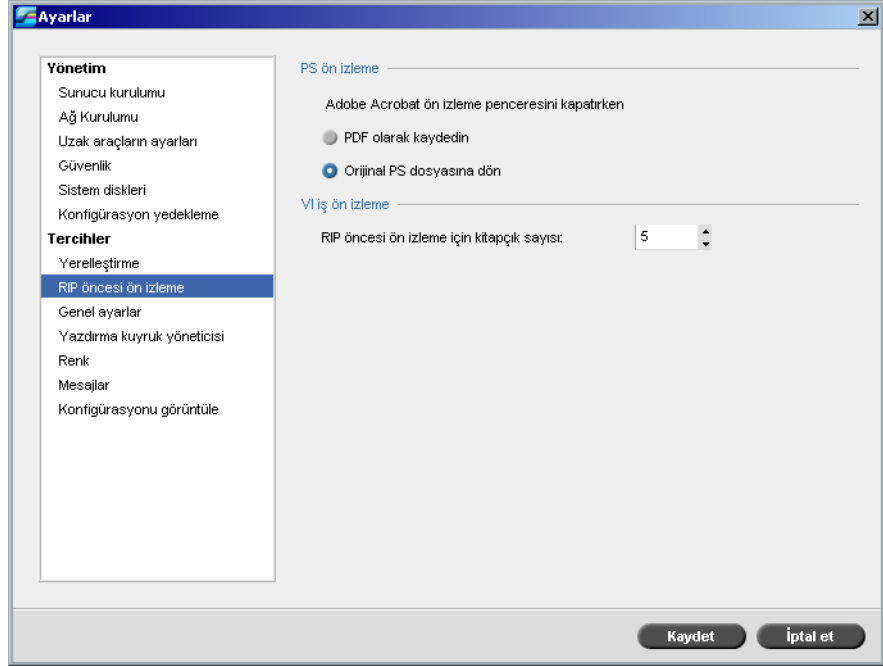 Ayarlar
Yönetim
Sunucu kurulumu
Ağ Kurulumu
Uzak araçların ayarları
Güvenlik
Sistem diskleri
Konfigürasyon yedekleme
Tercihler
Yerelleştirme
RIP öncesi ön izleme
Genel ayarlar
Yazdırma kuyruk yöneticisi
Renk
Mesajlar
Konfigürasyonu görüntüle
PS ön izleme
Adobe Acrobat ön izleme penceresini kapatırken
PDF olarak kaydedin
Orijinal PS dosyasına dön
VI iş ön izleme
RIP öncesi ön izleme için kitapçık sayısı: 5
Kaydet İptal et